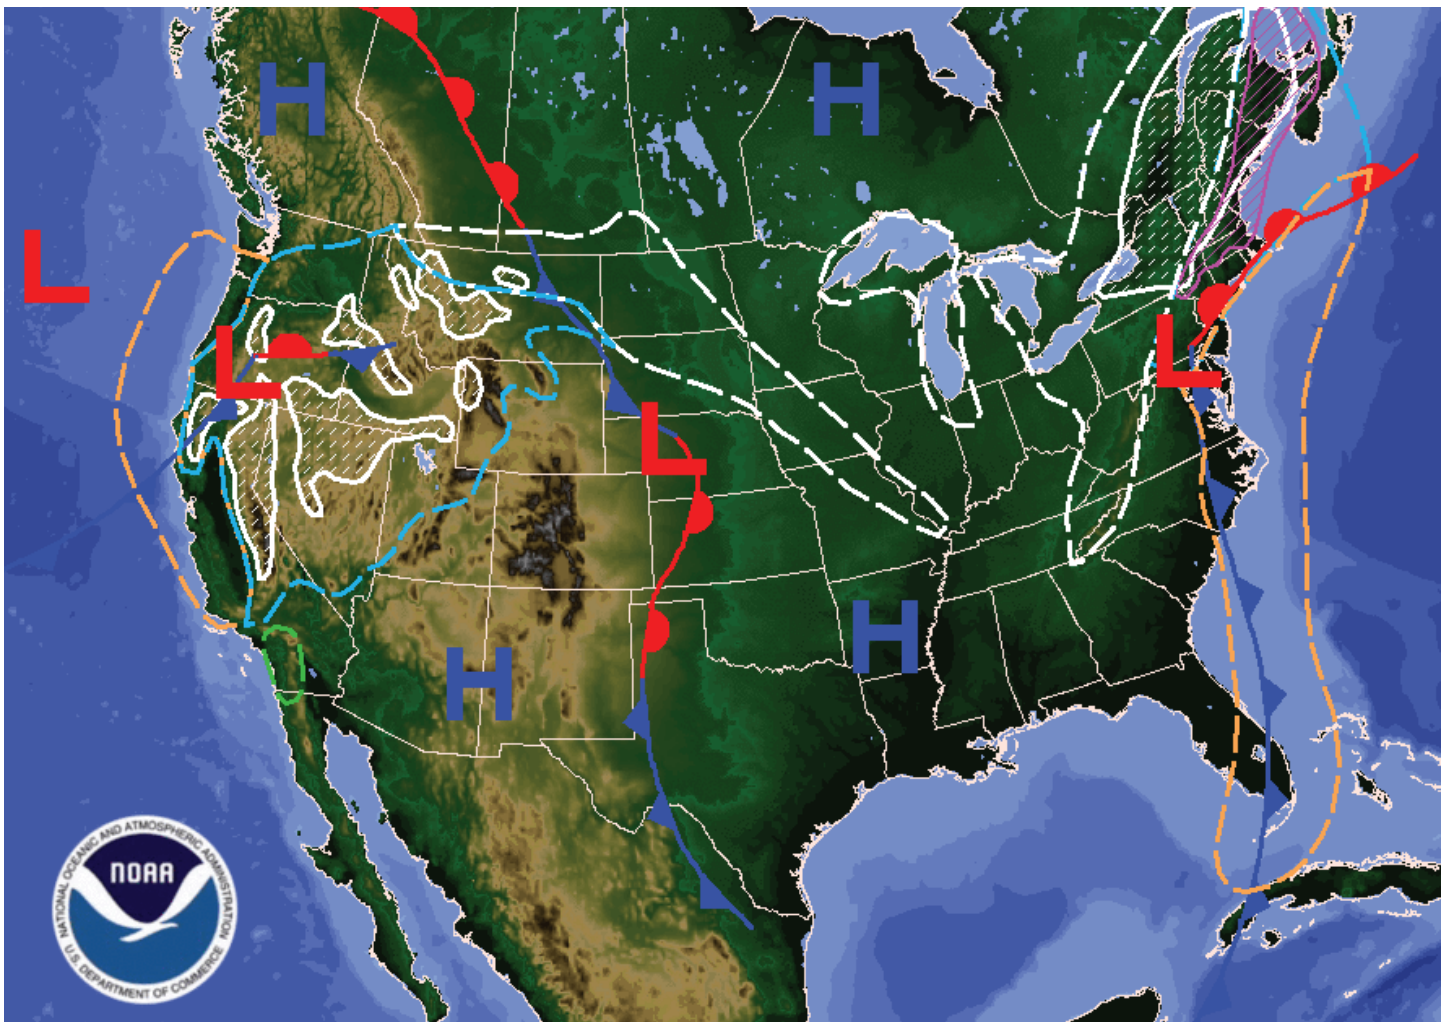 H
H
L
L
L
L
H
H
NOAA
NATIONAL OCEANIC AND ATMOSPHERIC ADMINISTRATION
U.S. DEPARTMENT OF COMMERCE